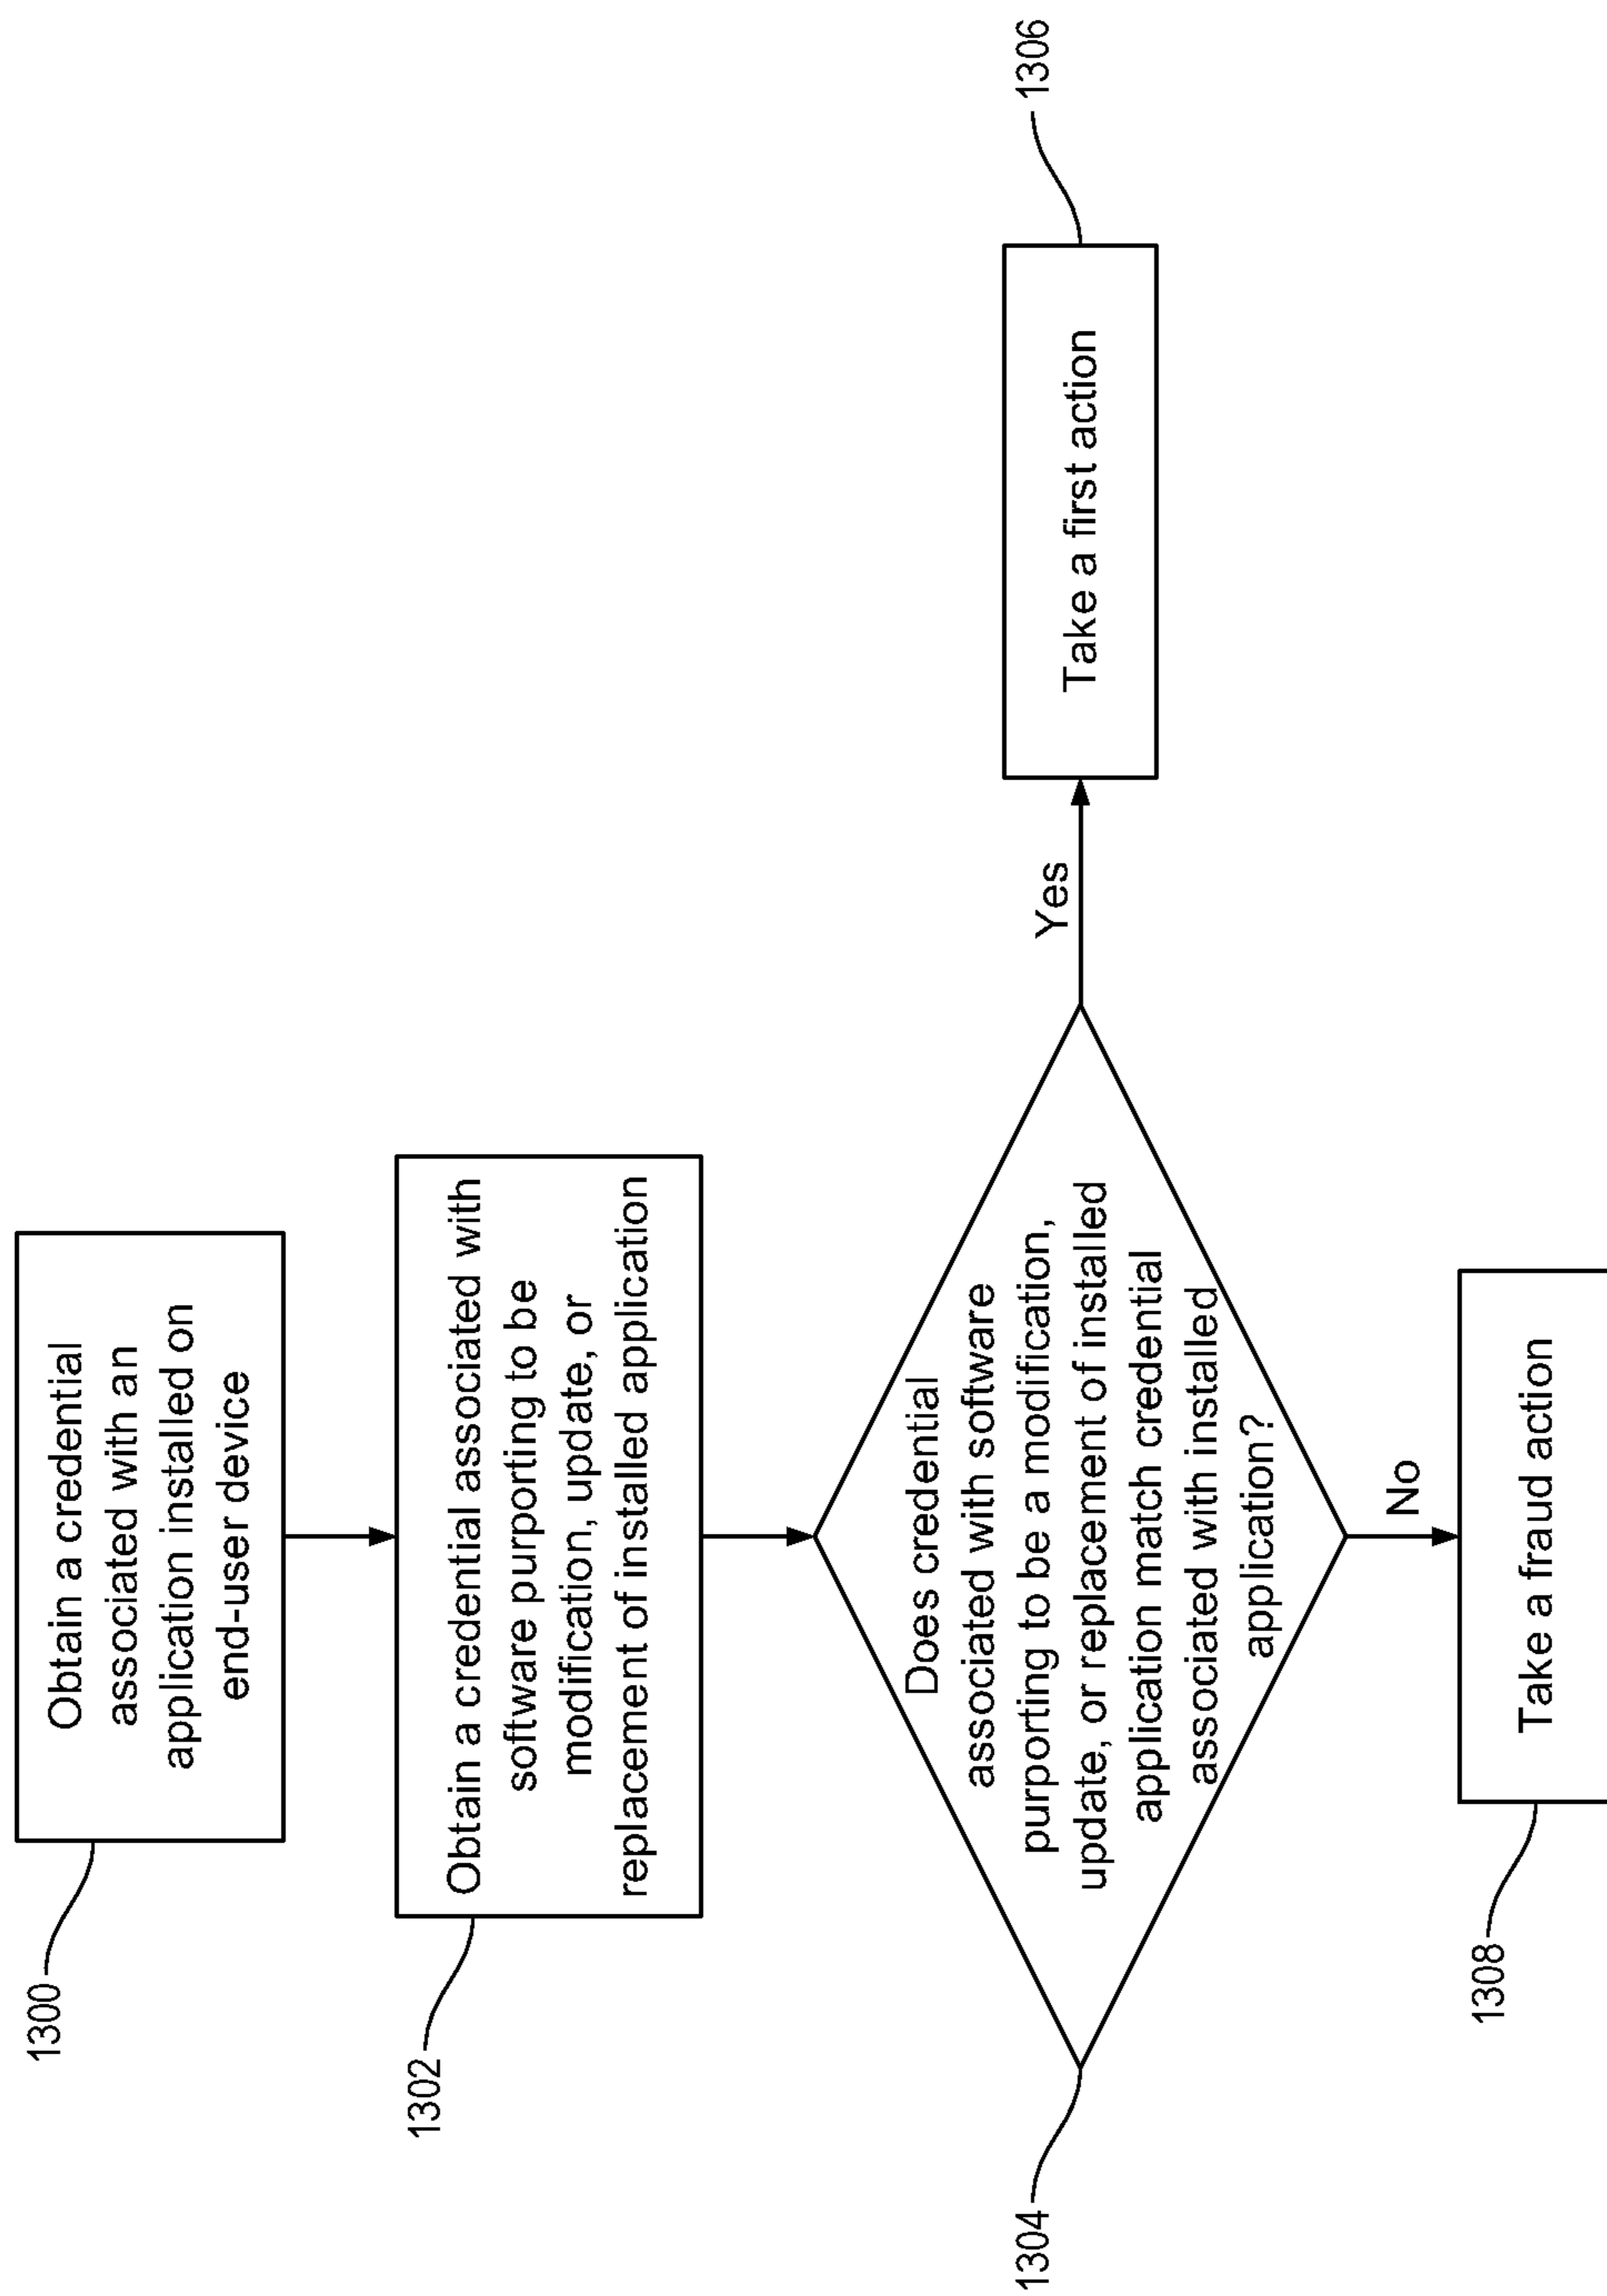 1300
Obtain a credential
associated with an
application installed on
end-user device
1302
Obtain a credential associated with
software purporting to be
modification, update, or
replacement of installed application
1304
Does credential
associated with software
purporting to be a modification,
update, or replacement of installed
application match credential
associated with installed
application?
Yes
1306
Take a first action
No
1308
Take a fraud action